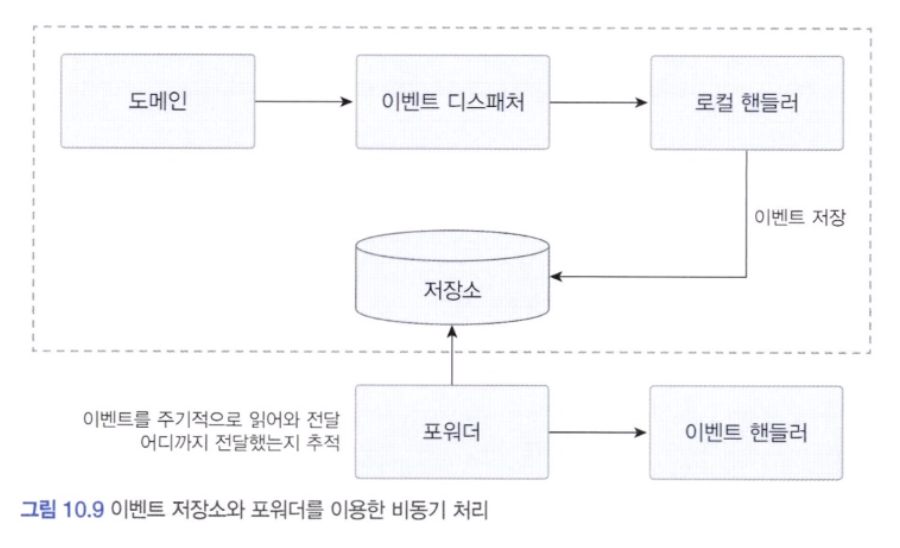 도메인
이벤트 디스패처
로컬 핸들러
이벤트 저장
저장소
이벤트를 주기적으로 읽어와 전달
어디까지 전달했는지 추적
포워더
이벤트 핸들러
그림 10.9 이벤트 저장소와 포워더를 이용한 비동기 처리